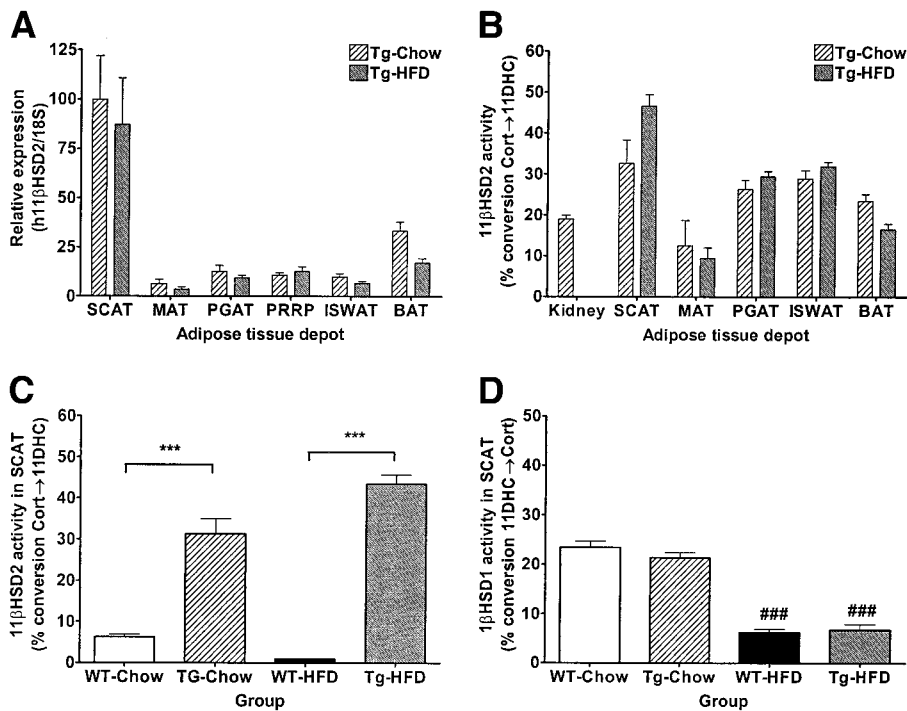 A
Relative expression
(h11βHSD2/18S)
125
100
75
50
25
0
Tg-Chow
Tg-HFD
SCAT MAT PGAT PRRP ISWAT BAT
Adipose tissue depot
B
11βHSD2 activity
(% conversion Cort→11DHC)
60
50
40
30
20
10
0
Tg-Chow
Tg-HFD
Kidney SCAT MAT PGAT ISWAT BAT
Adipose tissue depot
C
11βHSD2 activity in SCAT
(% conversion Cort→11DHC)
60
50
40
30
20
10
0
*** ***
WT-Chow TG-Chow WT-HFD Tg-HFD
Group
D
1βHSD1 activity in SCAT
(% conversion 11DHC→Cort)
50
40
30
20
10
0
### ###
WT-Chow Tg-Chow WT-HFD Tg-HFD
Group